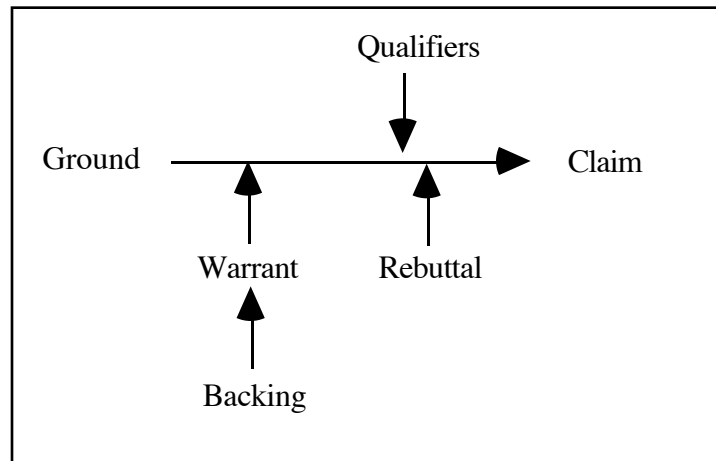 Qualifiers
Ground
Claim
Warrant
Rebuttal
Backing